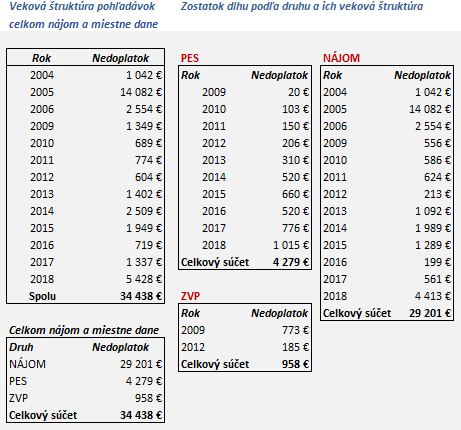 Veková štruktúra pohľadávok
celkom nájom a miestne dane
Rok Nedoplatok
2004 1 042 €
2005 14 082 €
2006 2 554 €
2009 1 349 €
2010 689 €
2011 774 €
2012 604 €
2013 1 402 €
2014 2 509 €
2015 1 949 €
2016 719 €
2017 1 337 €
2018 5 428 €
Spolu 34 438 €
Celkom nájom a miestne dane
Druh Nedoplatok
NÁJOM 29 201 €
PES 4 279 €
ZVP 958 €
Celkový súčet 34 438 €
Zostatok dlhu podľa druhu a ich veková štruktúra
PES
Rok Nedoplatok
2009 20 €
2010 103 €
2011 150 €
2012 206 €
2013 310 €
2014 520 €
2015 660 €
2016 520 €
2017 776 €
2018 1 015 €
Celkový súčet 4 279 €
ZVP
Rok Nedoplatok
2009 773 €
2012 185 €
Celkový súčet 958 €
NÁJOM
Rok Nedoplatok
2004 1 042 €
2005 14 082 €
2006 2 554 €
2009 556 €
2010 586 €
2011 624 €
2012 213 €
2013 1 092 €
2014 1 989 €
2015 1 289 €
2016 199 €
2017 561 €
2018 4 413 €
Celkový súčet 29 201 €